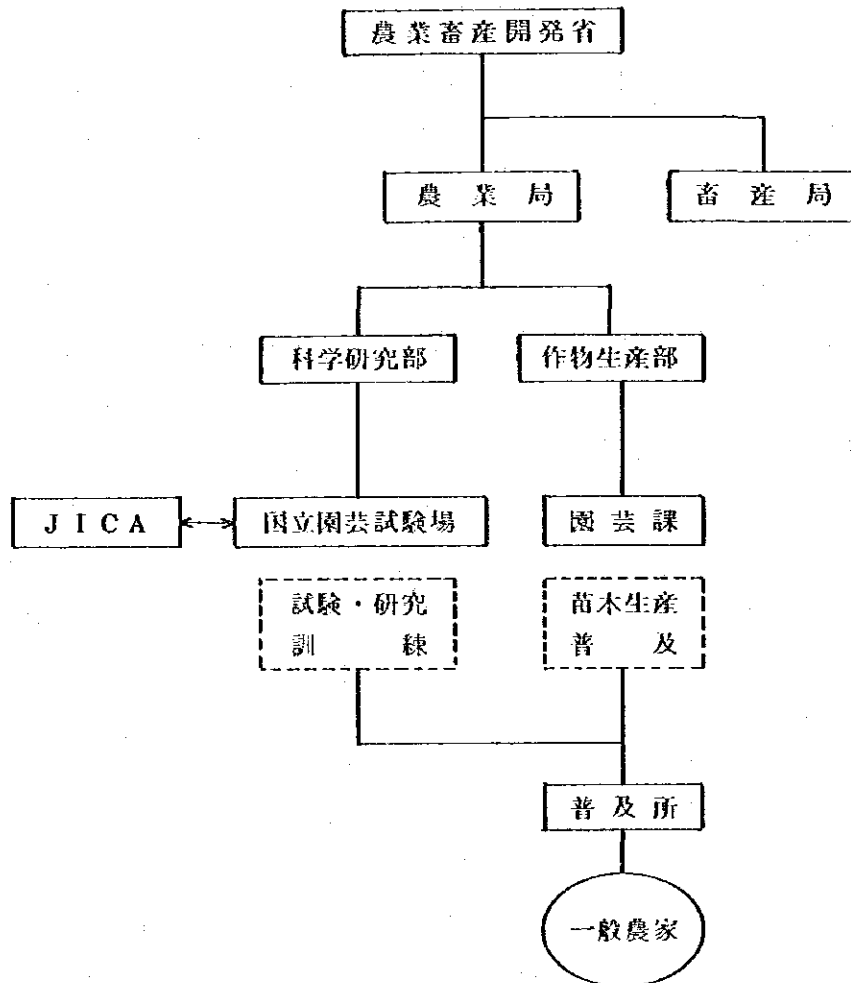 農業畜産開発省
農業局
畜産局
科学研究部
作物生産部
JICA
国立園芸試験場
園芸課
試験・研究
訓練
苗木生産
普及
普及所
一般農家